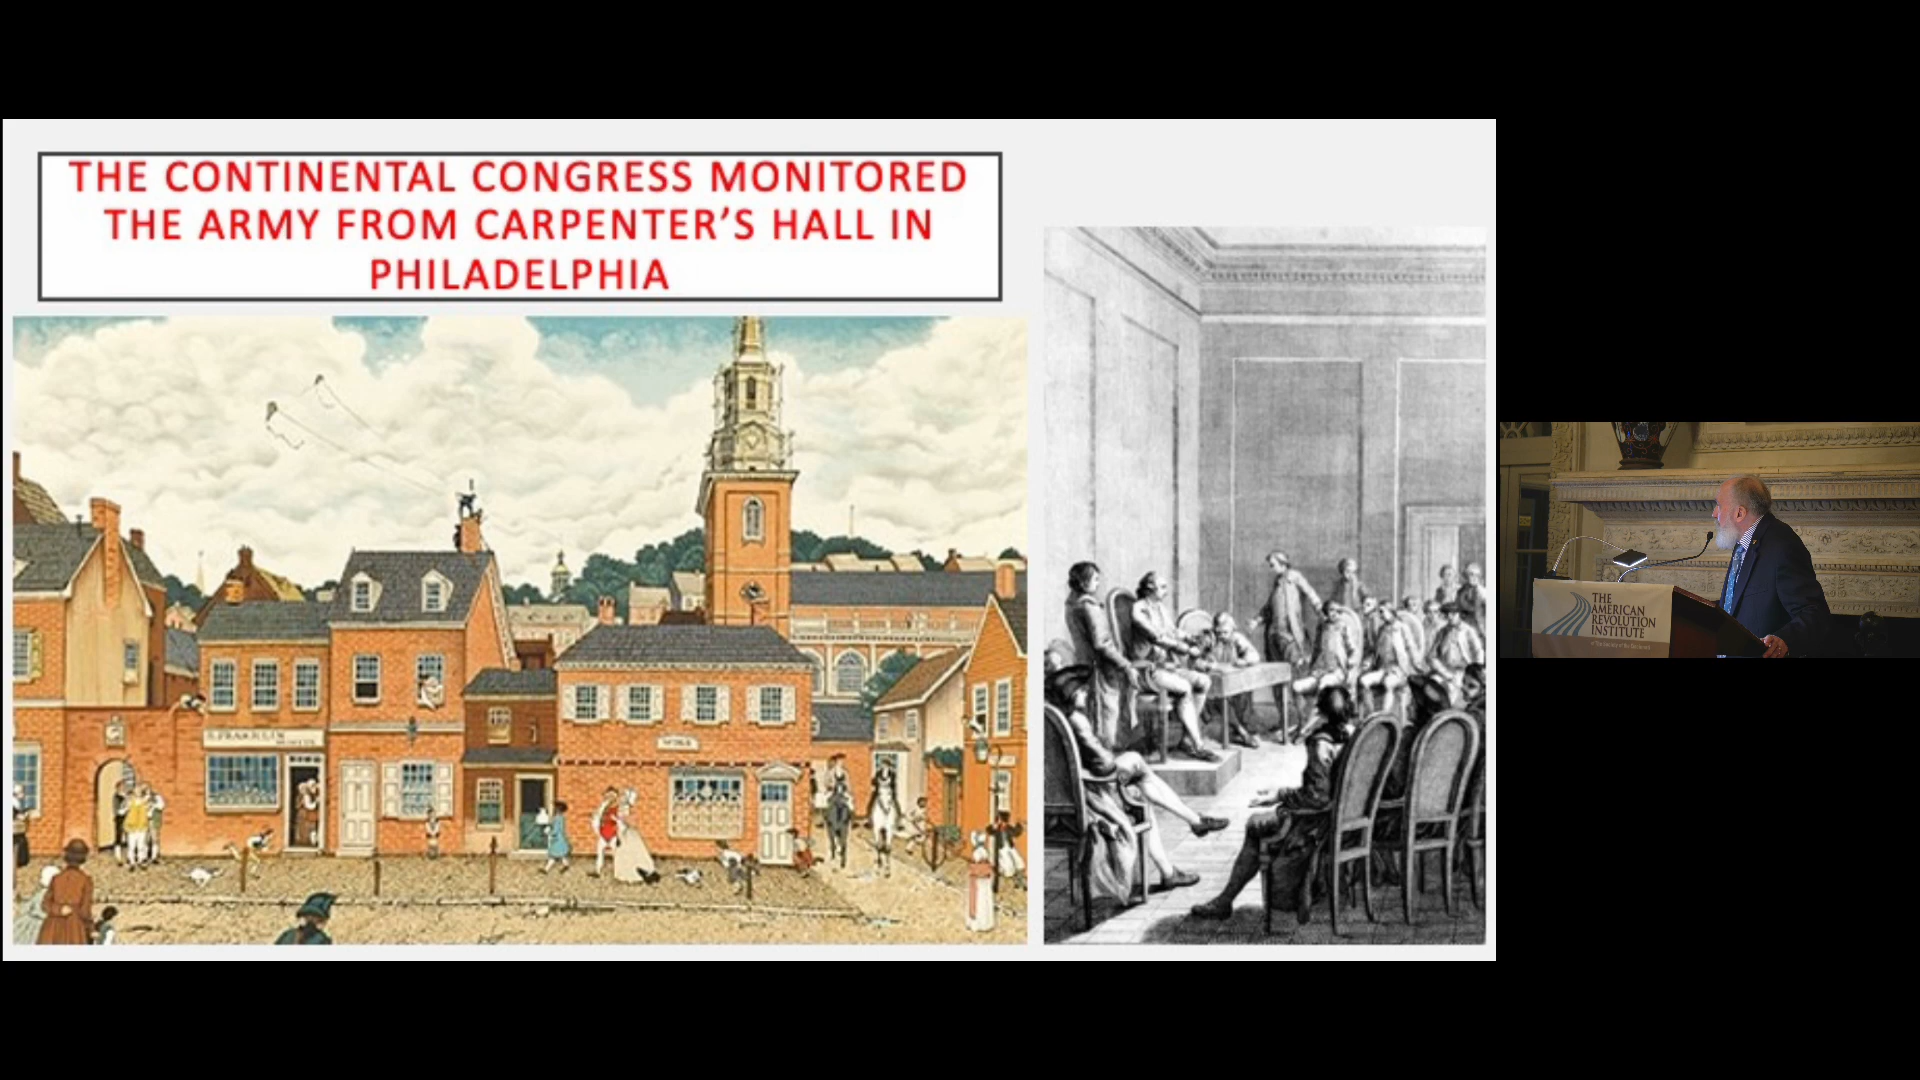 THE CONTINENTAL CONGRESS MONITORED
THE ARMY FROM CARPENTER'S HALL IN
PHILADELPHIA
THE
AMERICAN
REVOLUTION
INSTITUTE